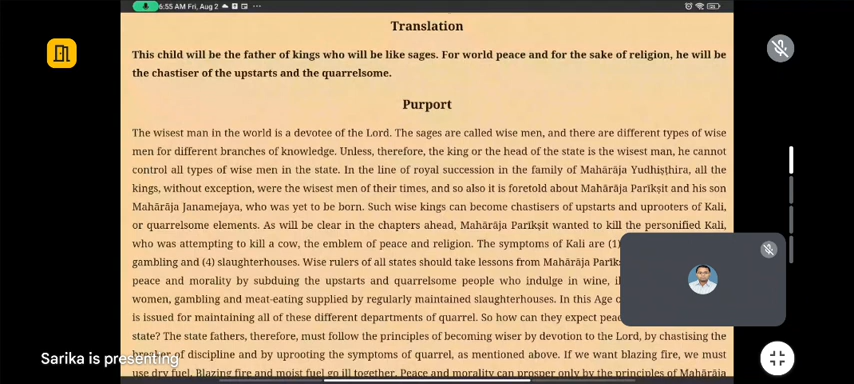 6:55 AM Fri, Aug 2
Translation
This child will be the father of kings who will be like sages. For world peace and for the sake of religion, he will be
the chastiser of the upstarts and the quarrelsome.
Purport
The wisest man in the world is a devotee of the Lord. The sages are called wise men, and there are different types of wise
men for different branches of knowledge. Unless, therefore, the king or the head of the state is the wisest man, he cannot
control all types of wise men in the state. In the line of royal succession in the family of Mahārāja Yudhiṣṭhira, all the
kings, without exception, were the wisest men of their times, and so also it is foretold about Mahārāja Parīkṣit and his son
Mahārāja Janamejaya, who was yet to be born. Such wise kings can become chastisers of upstarts and uprooters of Kali,
or quarrelsome elements. As will be clear in the chapters ahead, Mahārāja Parīkṣit wanted to kill the personified Kali,
who was attempting to kill a cow, the emblem of peace and religion. The symptoms of Kali are (1)
gambling and (4) slaughterhouses. Wise rulers of all states should take lessons from Mahārāja
peace and morality by subduing the upstarts and quarrelsome people who indulge in wine,
women, gambling and meat-eating supplied by regularly maintained slaughterhouses. In this Age
is issued for maintaining all of these different departments of quarrel. So how can they expect
state? The state fathers, therefore, must follow the principles of becoming wiser by devotion to the Lord, by chastising the
of discipline and by uprooting the symptoms of quarrel, as mentioned above. If we want blazing fire, we must
use dry fuel. Blazing fire and moist fuel go ill together. Peace and morality can prosper only by the principles of Mahārāja
Sarika is presenting